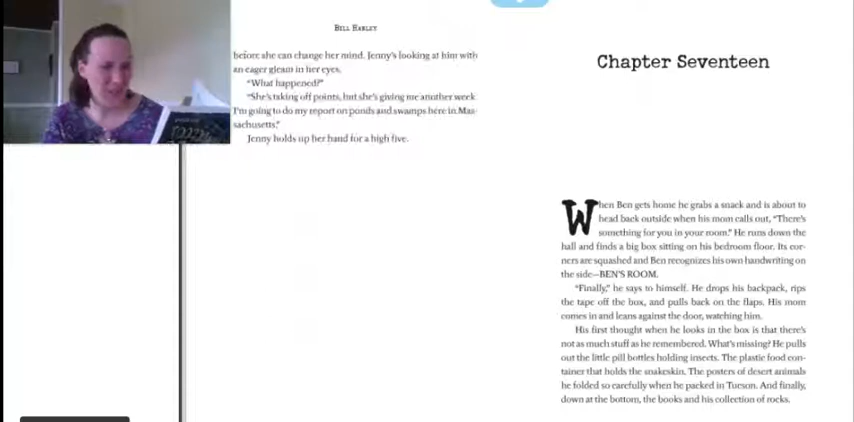 BILL HARLEY
before she can change her mind. Jenny's looking at him with
an eager gleam in her eyes.
"What happened?"
"She's taking off points, but she's giving me another week.
I'm going to do my report on ponds and swamps here in Mas-
sachusetts."
Jenny holds up her hand for a high five.
Chapter Seventeen
When Ben gets home he grabs a snack and is about to
head back outside when his mom calls out, "There's
something for you in your room." He runs down the
hall and finds a big box sitting on his bedroom floor. Its cor-
ners are squashed and Ben recognizes his own handwriting on
the side—BEN'S ROOM.
"Finally," he says to himself. He drops his backpack, rips
the tape off the box, and pulls back on the flaps. His mom
comes in and leans against the door, watching him.
His first thought when he looks in the box is that there's
not as much stuff as he remembered. What's missing? He pulls
out the little pill bottles holding insects. The plastic food con-
tainer that holds the snakeskin. The posters of desert animals
he folded so carefully when he packed in Tucson. And finally,
down at the bottom, the books and his collection of rocks.